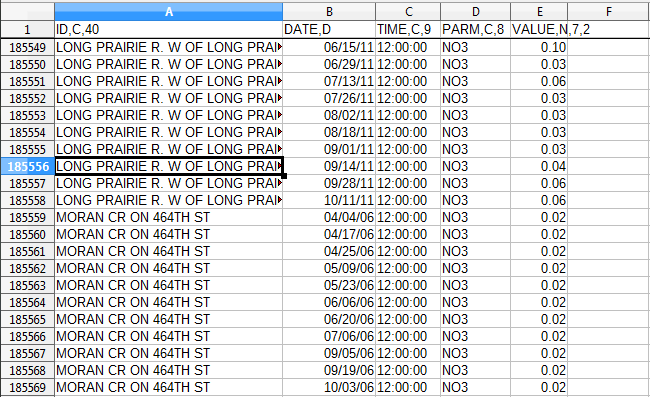 A B C D E F
1 ID,C,40 DATE,D TIME,C,9 PARM,C,8 VALUE,N,7,2
185549 LONG PRAIRIE R. W OF LONG PRAI 06/15/11 12:00:00 NO3 0.10
185550 LONG PRAIRIE R. W OF LONG PRAI 06/29/11 12:00:00 NO3 0.03
185551 LONG PRAIRIE R. W OF LONG PRAI 07/13/11 12:00:00 NO3 0.06
185552 LONG PRAIRIE R. W OF LONG PRAI 07/26/11 12:00:00 NO3 0.03
185553 LONG PRAIRIE R. W OF LONG PRAI 08/02/11 12:00:00 NO3 0.03
185554 LONG PRAIRIE R. W OF LONG PRAI 08/18/11 12:00:00 NO3 0.03
185555 LONG PRAIRIE R. W OF LONG PRAI 09/01/11 12:00:00 NO3 0.03
185556 LONG PRAIRIE R. W OF LONG PRAI 09/14/11 12:00:00 NO3 0.04
185557 LONG PRAIRIE R. W OF LONG PRAI 09/28/11 12:00:00 NO3 0.06
185558 LONG PRAIRIE R. W OF LONG PRAI 10/11/11 12:00:00 NO3 0.06
185559 MORAN CR ON 464TH ST 04/04/06 12:00:00 NO3 0.02
185560 MORAN CR ON 464TH ST 04/17/06 12:00:00 NO3 0.02
185561 MORAN CR ON 464TH ST 04/25/06 12:00:00 NO3 0.02
185562 MORAN CR ON 464TH ST 05/09/06 12:00:00 NO3 0.02
185563 MORAN CR ON 464TH ST 05/23/06 12:00:00 NO3 0.02
185564 MORAN CR ON 464TH ST 06/06/06 12:00:00 NO3 0.02
185565 MORAN CR ON 464TH ST 06/20/06 12:00:00 NO3 0.02
185566 MORAN CR ON 464TH ST 07/06/06 12:00:00 NO3 0.02
185567 MORAN CR ON 464TH ST 09/05/06 12:00:00 NO3 0.02
185568 MORAN CR ON 464TH ST 09/19/06 12:00:00 NO3 0.02
185569 MORAN CR ON 464TH ST 10/03/06 12:00:00 NO3 0.02